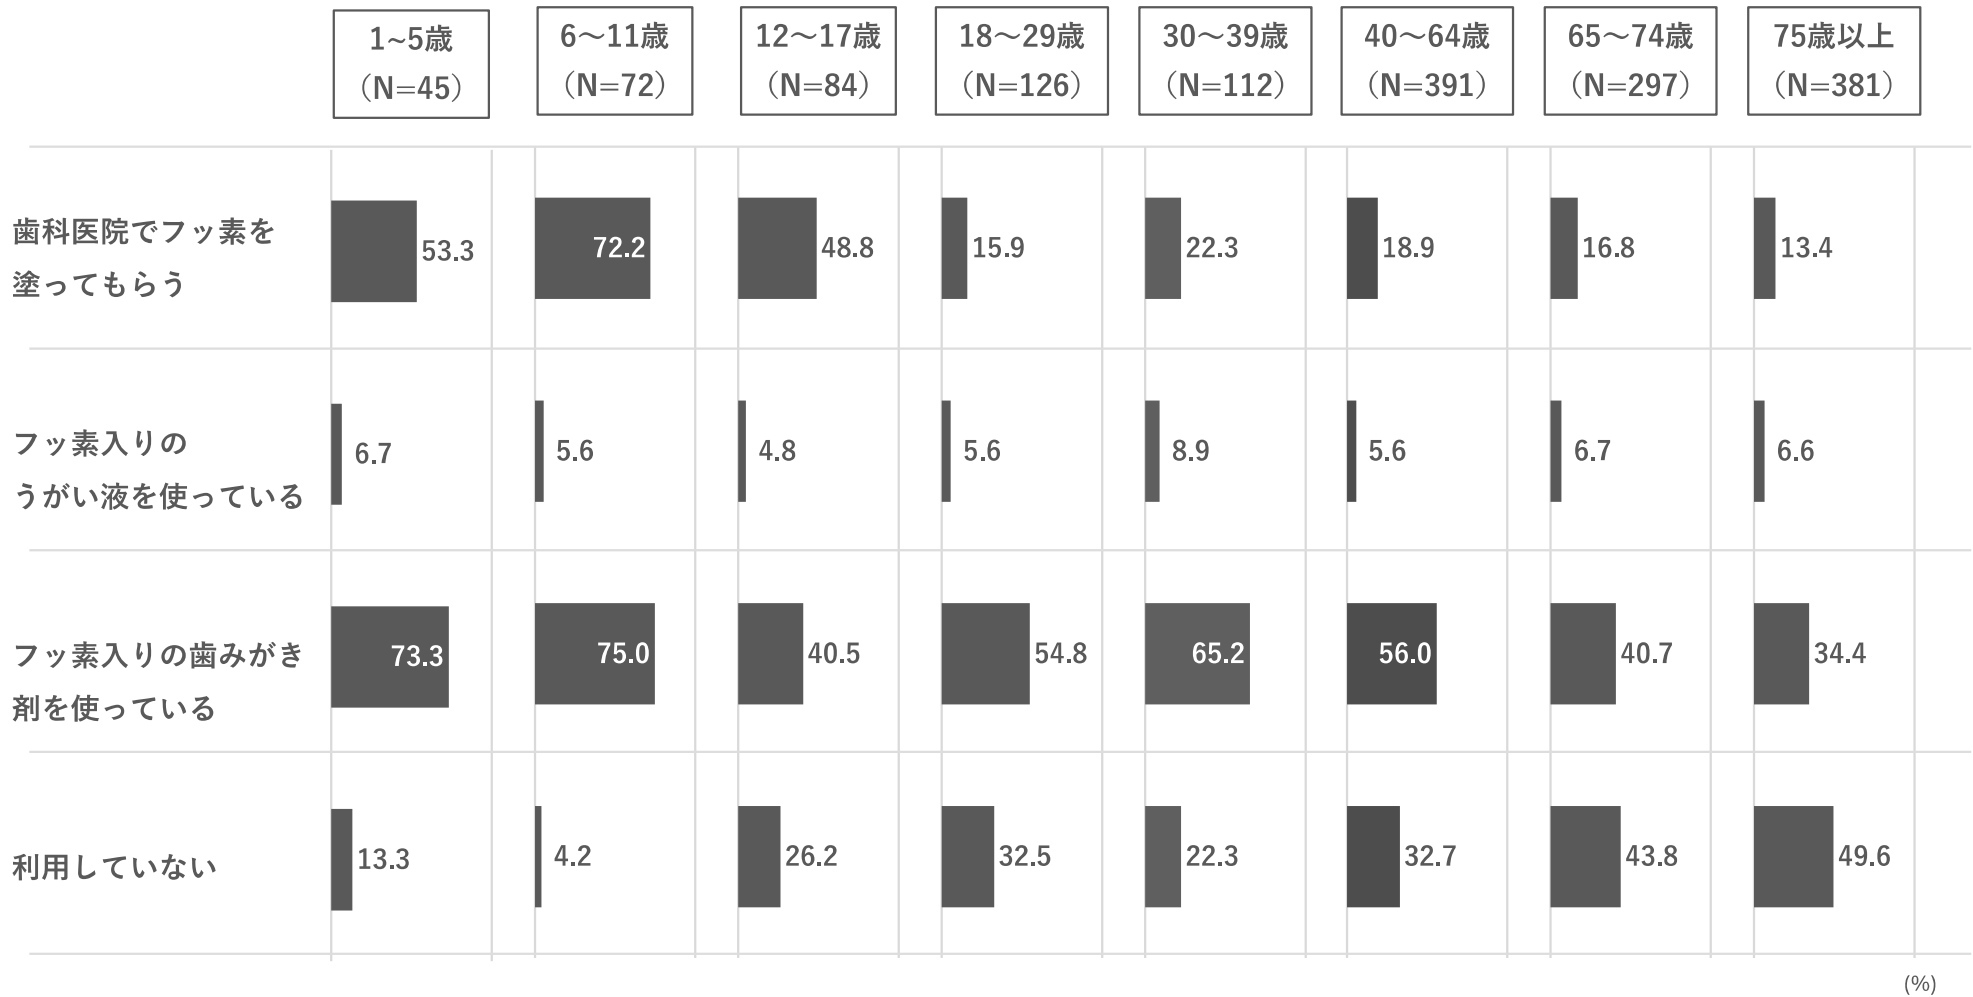 1~5歳 6～11歳 12～17歳 18～29歳 30～39歳 40～64歳 65～74歳 75歳以上
（N=45） （N=72） （N=84） （N=126） （N=112） （N=391） （N=297） （N=381）
歯科医院でフッ素を
塗ってもらう
53.3 72.2 48.8 15.9 22.3 18.9 16.8 13.4
フッ素入りの
うがい液を使っている
6.7 5.6 4.8 5.6 8.9 5.6 6.7 6.6
フッ素入りの歯みがき
剤を使っている
73.3 75.0 40.5 54.8 65.2 56.0 40.7 34.4
利用していない
13.3 4.2 26.2 32.5 22.3 32.7 43.8 49.6
(%)